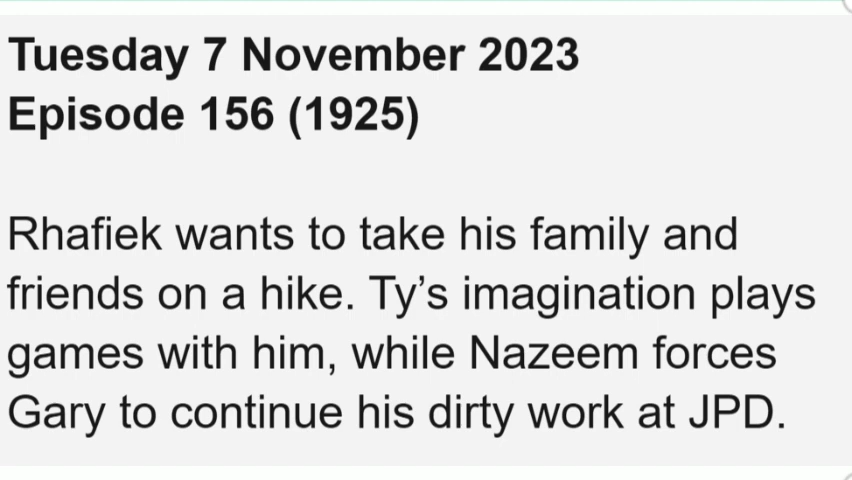 Tuesday 7 November 2023
Episode 156 (1925)
Rhafiek wants to take his family and
friends on a hike. Ty’s imagination plays
games with him, while Nazeem forces
Gary to continue his dirty work at JPD.